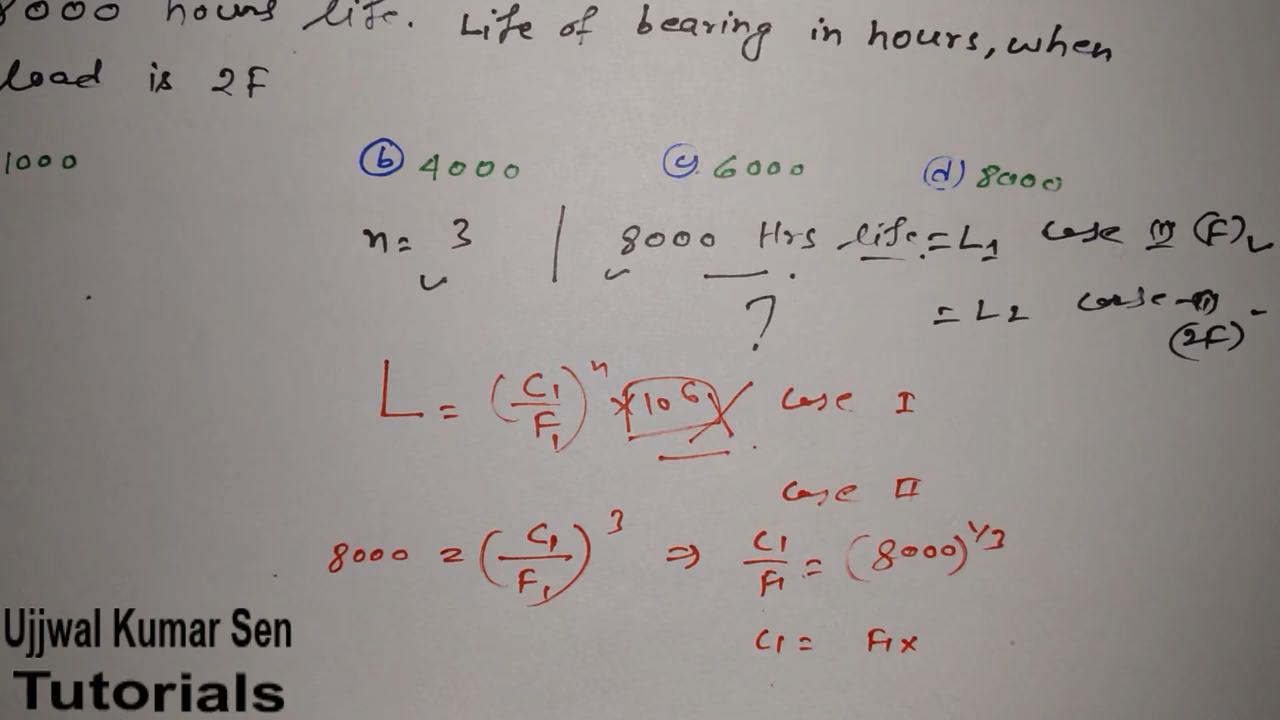 8000 hours life. Life of bearing in hours, when
load is 2F
1000 (b) 4000 (c) 6000 (d) 8000
n = 3 | 8000 Hrs life = L1 case (I) (F)
? = L2 case (II) (2F)
L = (C1/F1)^n × 10^6 case I
case II
8000 = (C1/F1)^3 ⇒ C1/F1 = (8000)^1/3
C1 = F1 ×
Ujjwal Kumar Sen
Tutorials